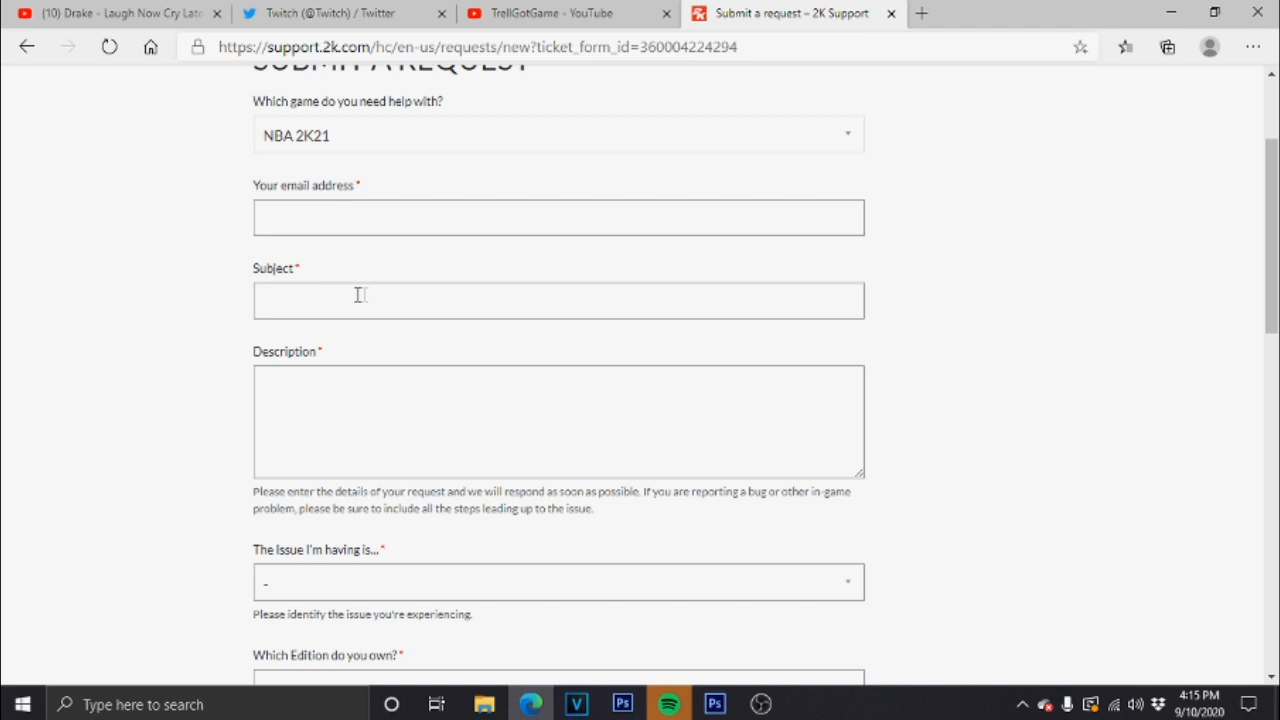 (10) Drake - Laugh Now Cry Late
Twitch (@Twitch) / Twitter
TrellGotGame - YouTube
Submit a request – 2K Support
https://support.2k.com/hc/en-us/requests/new?ticket_form_id=360004224294
SUBMIT A REQUEST
Which game do you need help with?
NBA 2K21
Your email address *
Subject *
Description *
Please enter the details of your request and we will respond as soon as possible. If you are reporting a bug or other in-game
problem, please be sure to include all the steps leading up to the issue.
The Issue I'm having is... *
-
Please identify the issue you're experiencing.
Which Edition do you own? *
Type here to search
V
Ps
Ps
4:15 PM
9/10/2020